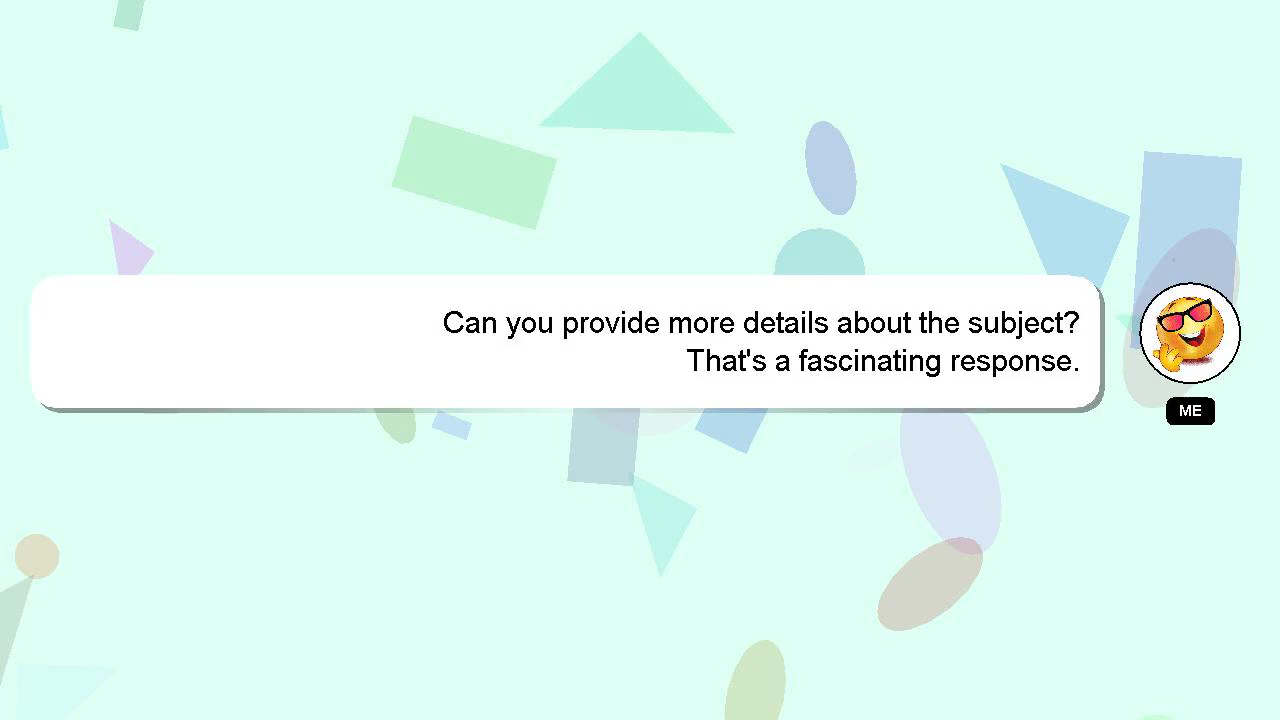 Can you provide more details about the subject?
That's a fascinating response.
ME